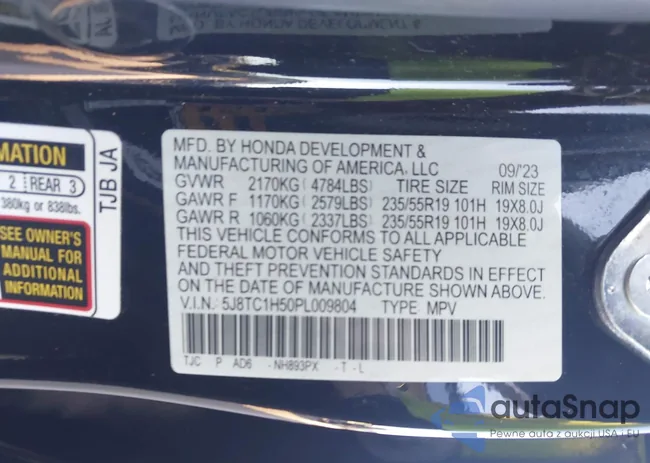 MATION
2 REAR 3
380kg or 838lbs.
SEE OWNER'S
MANUAL FOR
ADDITIONAL
INFORMATION
TJB JA
MFD. BY HONDA DEVELOPMENT &
MANUFACTURING OF AMERICA, LLC 09/'23
GVWR 2170KG ( 4784LBS) TIRE SIZE RIM SIZE
GAWR F 1170KG ( 2579LBS) 235/55R19 101H 19X8.0J
GAWR R 1060KG ( 2337LBS) 235/55R19 101H 19X8.0J
THIS VEHICLE CONFORMS TO ALL APPLICABLE
FEDERAL MOTOR VEHICLE SAFETY
AND THEFT PREVENTION STANDARDS IN EFFECT
ON THE DATE OF MANUFACTURE SHOWN ABOVE.
V.I.N.: 5J8TC1H50PL009804 TYPE MPV
TJC P AD6 -NH893PX -T -L
autaSnap
Pewne auto z aukcji USA i EU